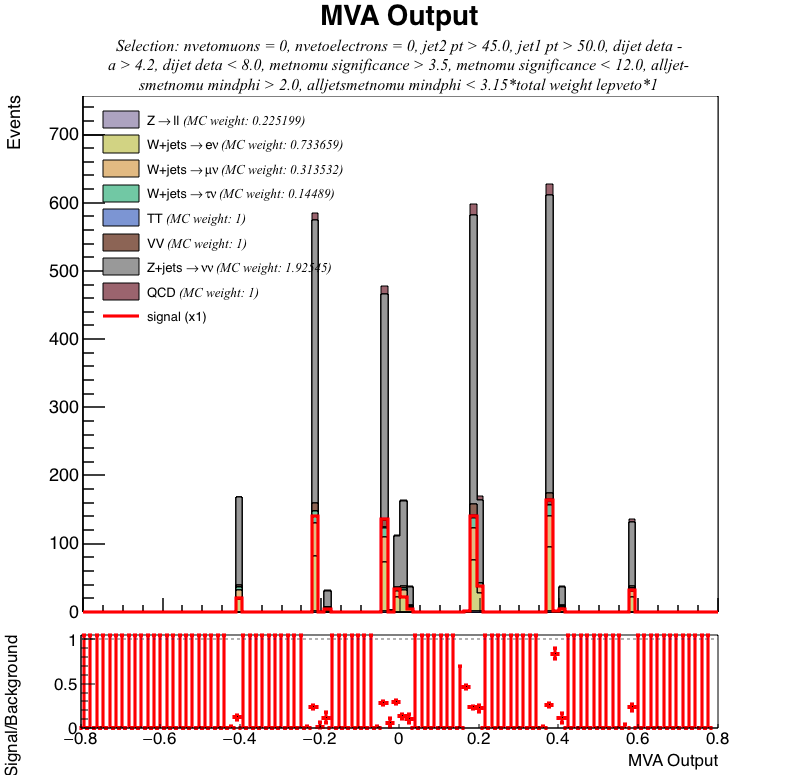 MVA Output
Selection: nvetomuons = 0, nvetoelectrons = 0, jet2 pt > 45.0, jet1 pt > 50.0, dijet deta -
a > 4.2, dijet deta < 8.0, metnomu significance > 3.5, metnomu significance < 12.0, alljet-
smetnomu mindphi > 2.0, alljetsmetnomu mindphi < 3.15*total weight lepveto*1
Events
700
600
500
400
300
200
100
0
Z→ll (MC weight: 0.225199)
W+jets→eν (MC weight: 0.733659)
W+jets→μν (MC weight: 0.313532)
W+jets→τν (MC weight: 0.14489)
TT (MC weight: 1)
VV (MC weight: 1)
Z+jets→νν (MC weight: 1.92545)
QCD (MC weight: 1)
signal (x1)
Signal/Background
1
0.5
0
−0.8 −0.6 −0.4 −0.2 0 0.2 0.4 0.6 0.8
MVA Output